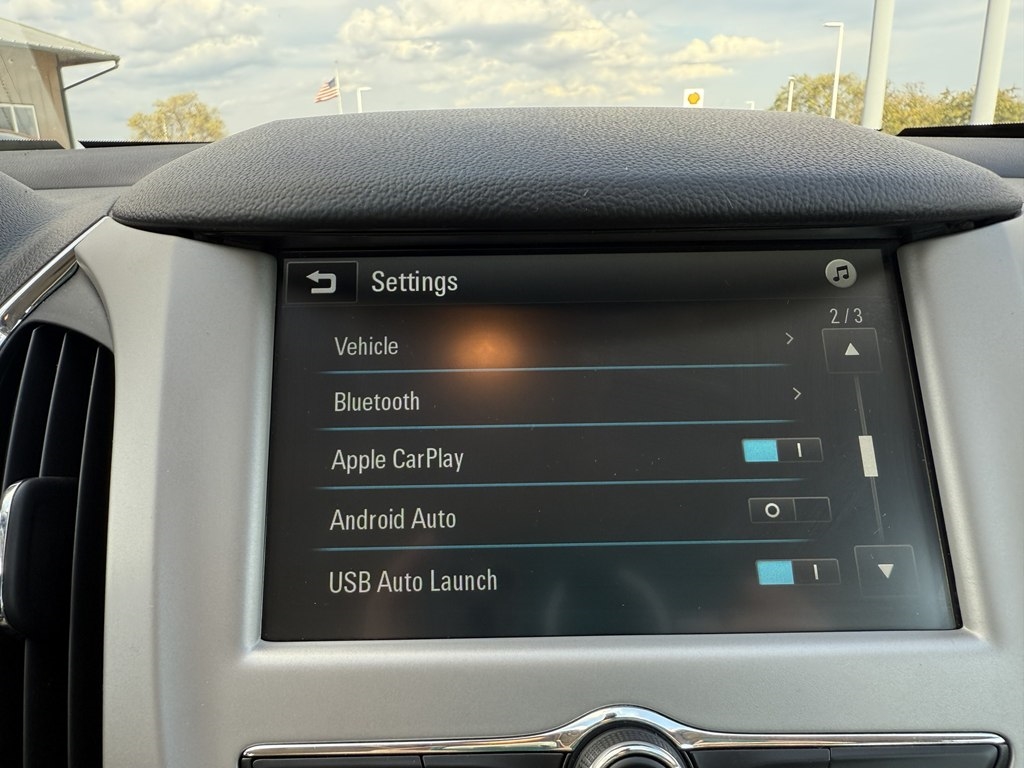 Settings
2/3
Vehicle
Bluetooth
Apple CarPlay
Android Auto
USB Auto Launch